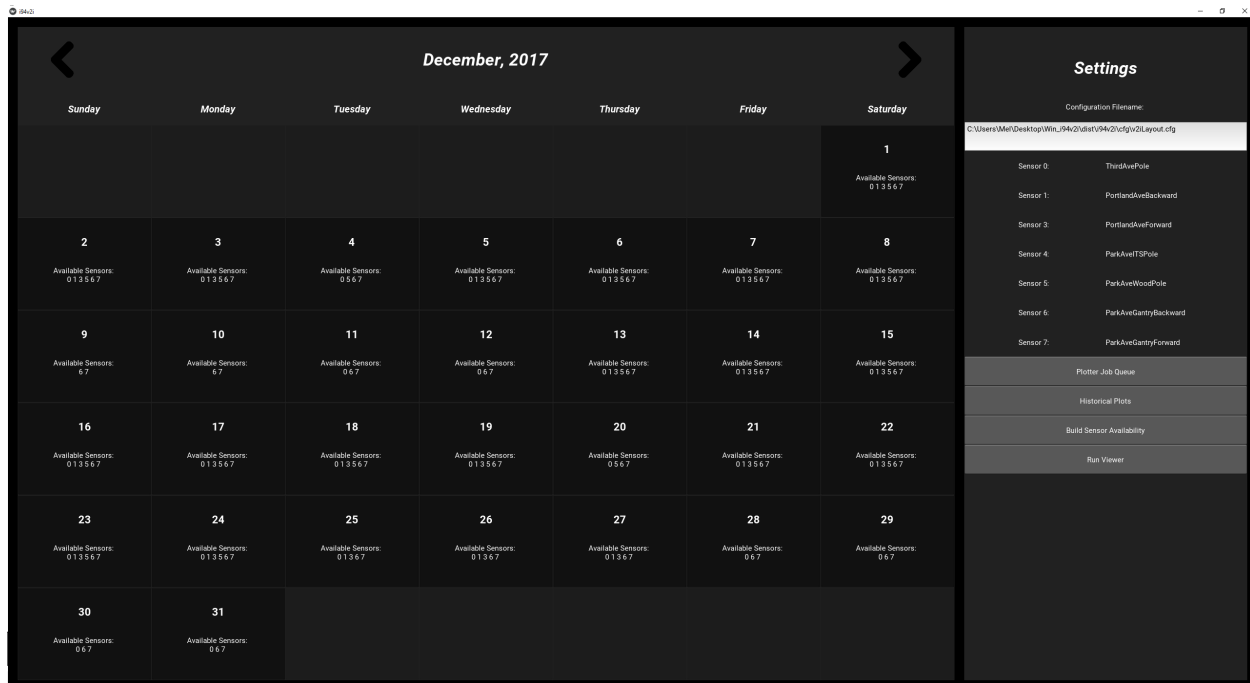 i94v2i
December, 2017
Sunday Monday Tuesday Wednesday Thursday Friday Saturday
1
Available Sensors:
0 1 3 5 6 7
2 3 4 5 6 7 8
Available Sensors: Available Sensors: Available Sensors: Available Sensors: Available Sensors: Available Sensors: Available Sensors:
0 1 3 5 6 7 0 1 3 5 6 7 0 5 6 7 0 1 3 5 6 7 0 1 3 5 6 7 0 1 3 5 6 7 0 1 3 5 6 7
9 10 11 12 13 14 15
Available Sensors: Available Sensors: Available Sensors: Available Sensors: Available Sensors: Available Sensors: Available Sensors:
6 7 6 7 0 6 7 0 6 7 0 1 3 5 6 7 0 1 3 5 6 7 0 1 3 5 6 7
16 17 18 19 20 21 22
Available Sensors: Available Sensors: Available Sensors: Available Sensors: Available Sensors: Available Sensors: Available Sensors:
0 1 3 5 6 7 0 1 3 5 6 7 0 1 3 5 6 7 0 1 3 5 6 7 0 5 6 7 0 1 3 5 6 7 0 1 3 5 6 7
23 24 25 26 27 28 29
Available Sensors: Available Sensors: Available Sensors: Available Sensors: Available Sensors: Available Sensors: Available Sensors:
0 1 3 5 6 7 0 1 3 5 6 7 0 1 3 6 7 0 1 3 6 7 0 1 3 6 7 0 6 7 0 6 7
30 31
Available Sensors: Available Sensors:
0 6 7 0 6 7
Settings
Configuration Filename:
C:\Users\Mel\Desktop\Win_i94v2i\dist\i94v2i\cfg\v2iLayout.cfg
Sensor 0: ThirdAvePole
Sensor 1: PortlandAveBackward
Sensor 3: PortlandAveForward
Sensor 4: ParkAveITSPole
Sensor 5: ParkAveWoodPole
Sensor 6: ParkAveGantryBackward
Sensor 7: ParkAveGantryForward
Plotter Job Queue
Historical Plots
Build Sensor Availability
Run Viewer